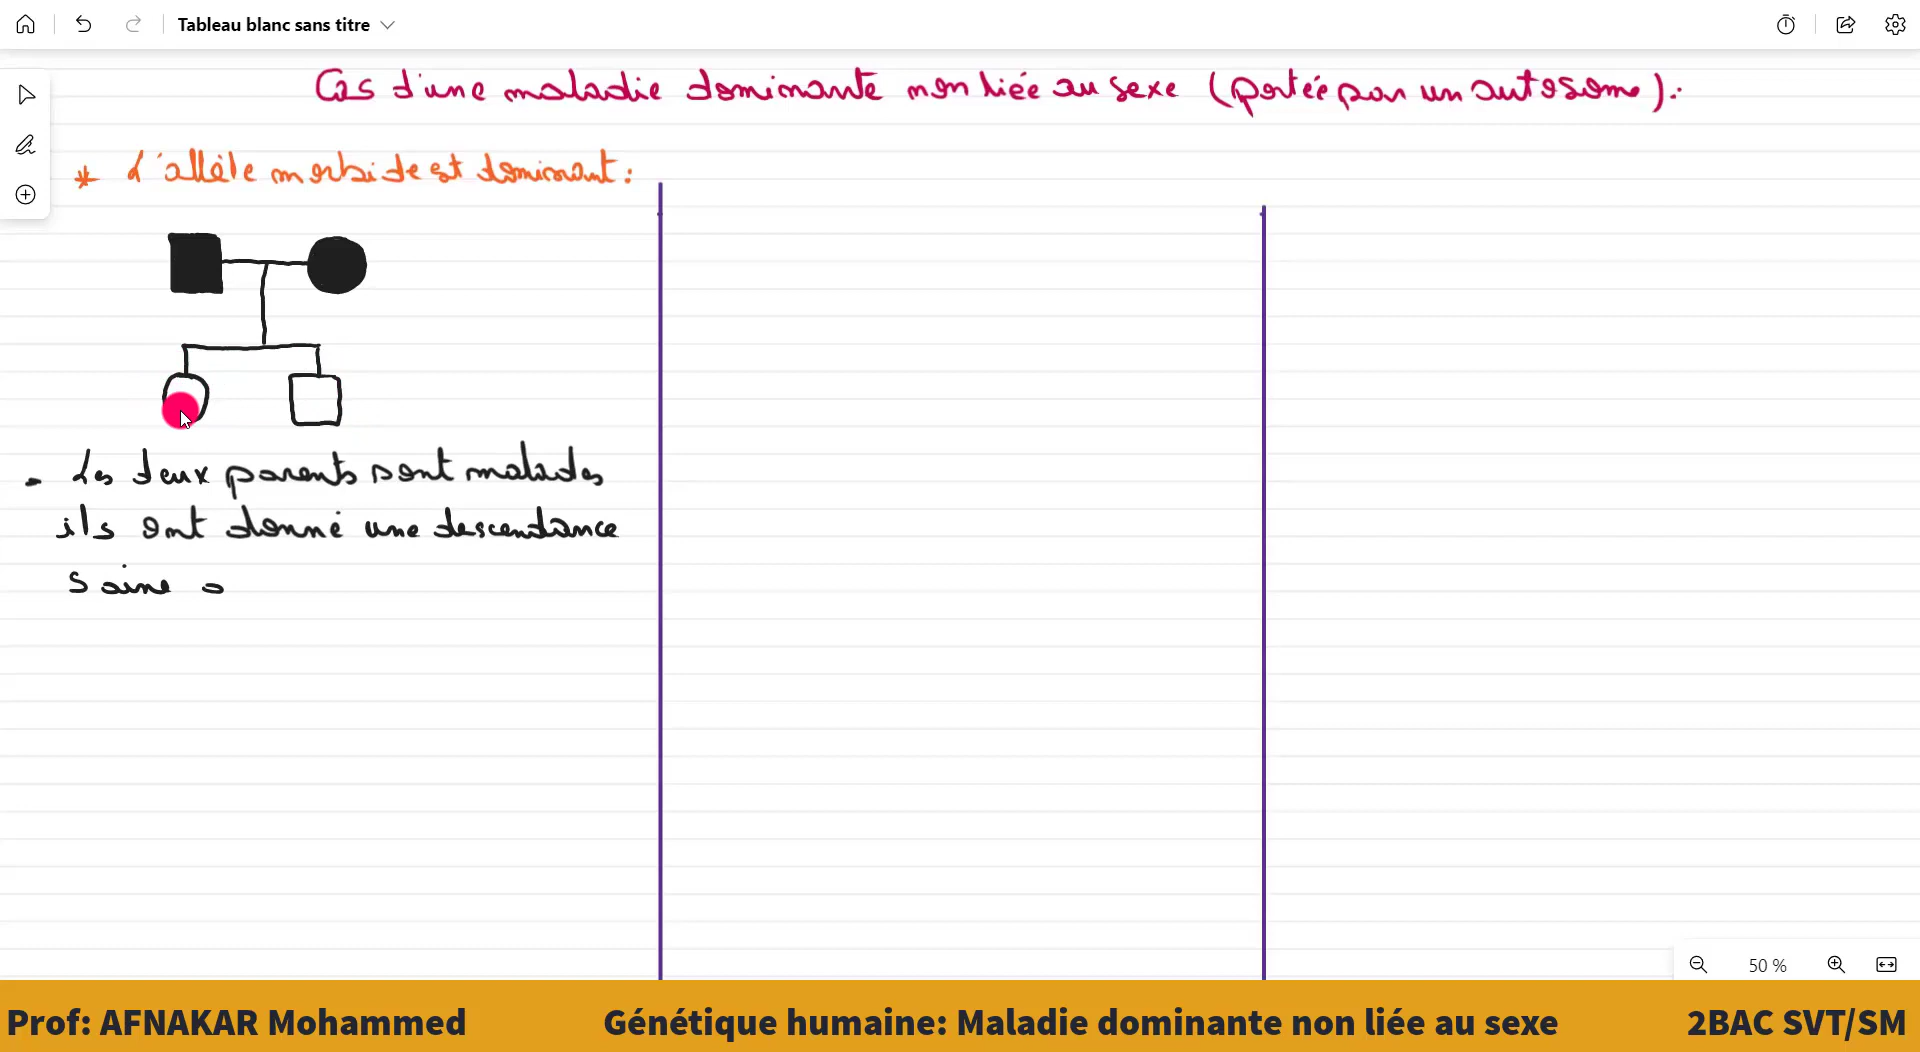 Tableau blanc sans titre
Cas d'une maladie dominante non liée au sexe (portée par un autosome).
* L'allèle morbide est dominant :
- Les deux parents sont malades
ils ont donné une descendance
saine o
50 %
Prof: AFNAKAR Mohammed
Génétique humaine: Maladie dominante non liée au sexe
2BAC SVT/SM